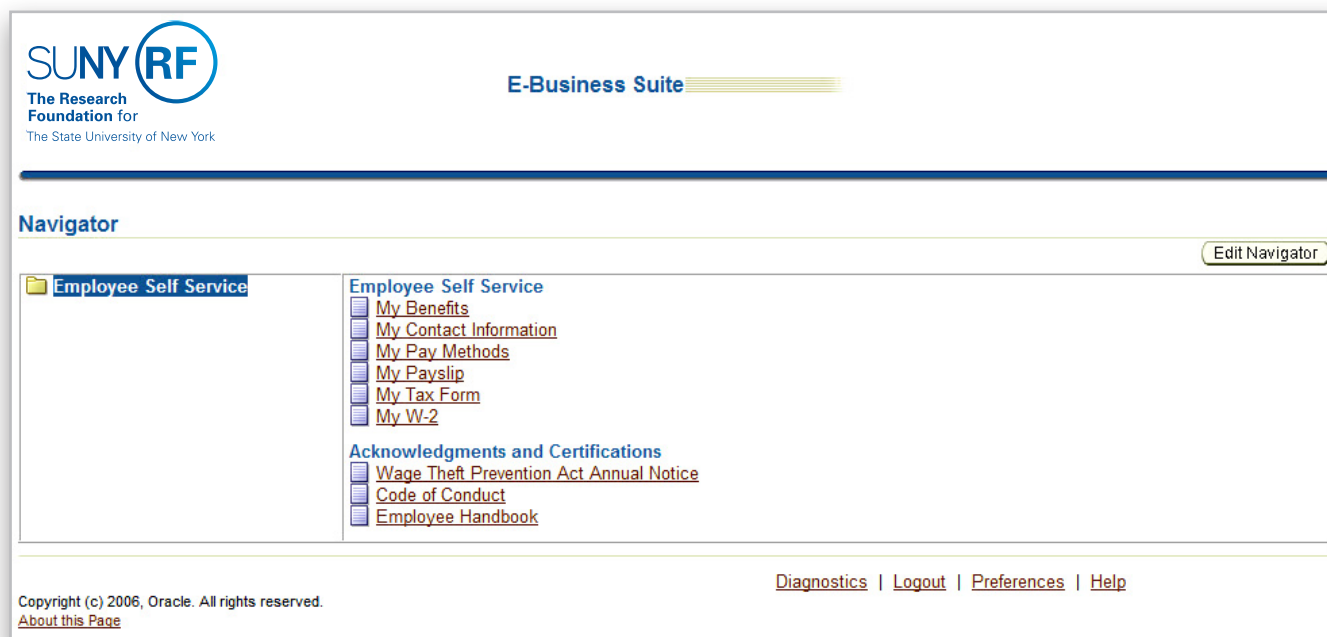 SUNY RF
The Research
Foundation for
The State University of New York
E-Business Suite
Navigator
Edit Navigator
Employee Self Service
Employee Self Service
My Benefits
My Contact Information
My Pay Methods
My Payslip
My Tax Form
My W-2
Acknowledgments and Certifications
Wage Theft Prevention Act Annual Notice
Code of Conduct
Employee Handbook
Diagnostics | Logout | Preferences | Help
Copyright (c) 2006, Oracle. All rights reserved.
About this Page